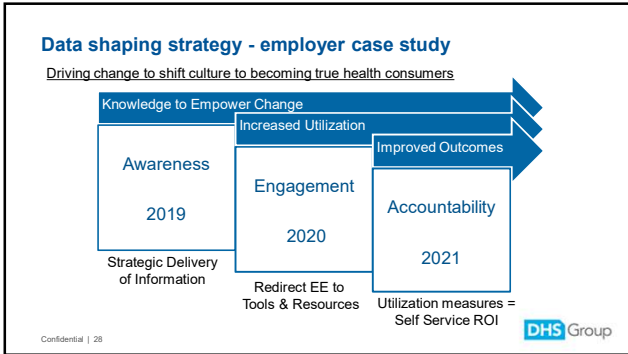 Data shaping strategy - employer case study
Driving change to shift culture to becoming true health consumers
Knowledge to Empower Change
Increased Utilization
Improved Outcomes
Awareness
2019
Engagement
2020
Accountability
2021
Strategic Delivery
of Information
Redirect EE to
Tools & Resources
Utilization measures =
Self Service ROI
Confidential | 28
DHS Group